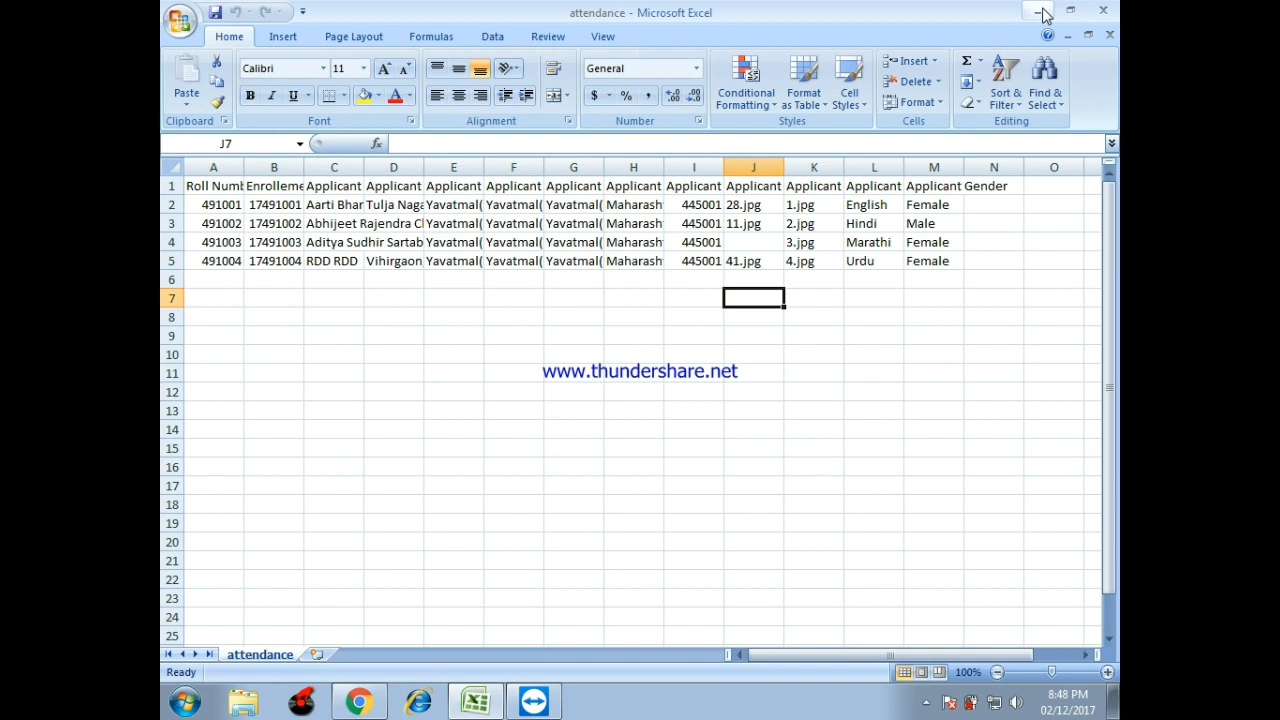 attendance - Microsoft Excel
Home Insert Page Layout Formulas Data Review View
Paste Calibri 11 General Conditional Formatting Format as Table Cell Styles Insert Delete Format Sort & Filter Find & Select
Clipboard Font Alignment Number Styles Cells Editing
J7 fx
A B C D E F G H I J K L M N O
1 Roll Numb Enrolleme Applicant Applicant Applicant Applicant Applicant Applicant Applicant Applicant Applicant Applicant Applicant Gender
2 491001 17491001 Aarti Bhar Tulja Naga Yavatmal( Yavatmal( Yavatmal( Maharash 445001 28.jpg 1.jpg English Female
3 491002 17491002 Abhijeet Rajendra Cl Yavatmal( Yavatmal( Yavatmal( Maharash 445001 11.jpg 2.jpg Hindi Male
4 491003 17491003 Aditya Sudhir Sartab Yavatmal( Yavatmal( Yavatmal( Maharash 445001 3.jpg Marathi Female
5 491004 17491004 RDD RDD Vihirgaon Yavatmal( Yavatmal( Yavatmal( Maharash 445001 41.jpg 4.jpg Urdu Female
6
7
8
9
10
11
www.thundershare.net
12
13
14
15
16
17
18
19
20
21
22
23
24
25
attendance
Ready 100%
8:48 PM
02/12/2017